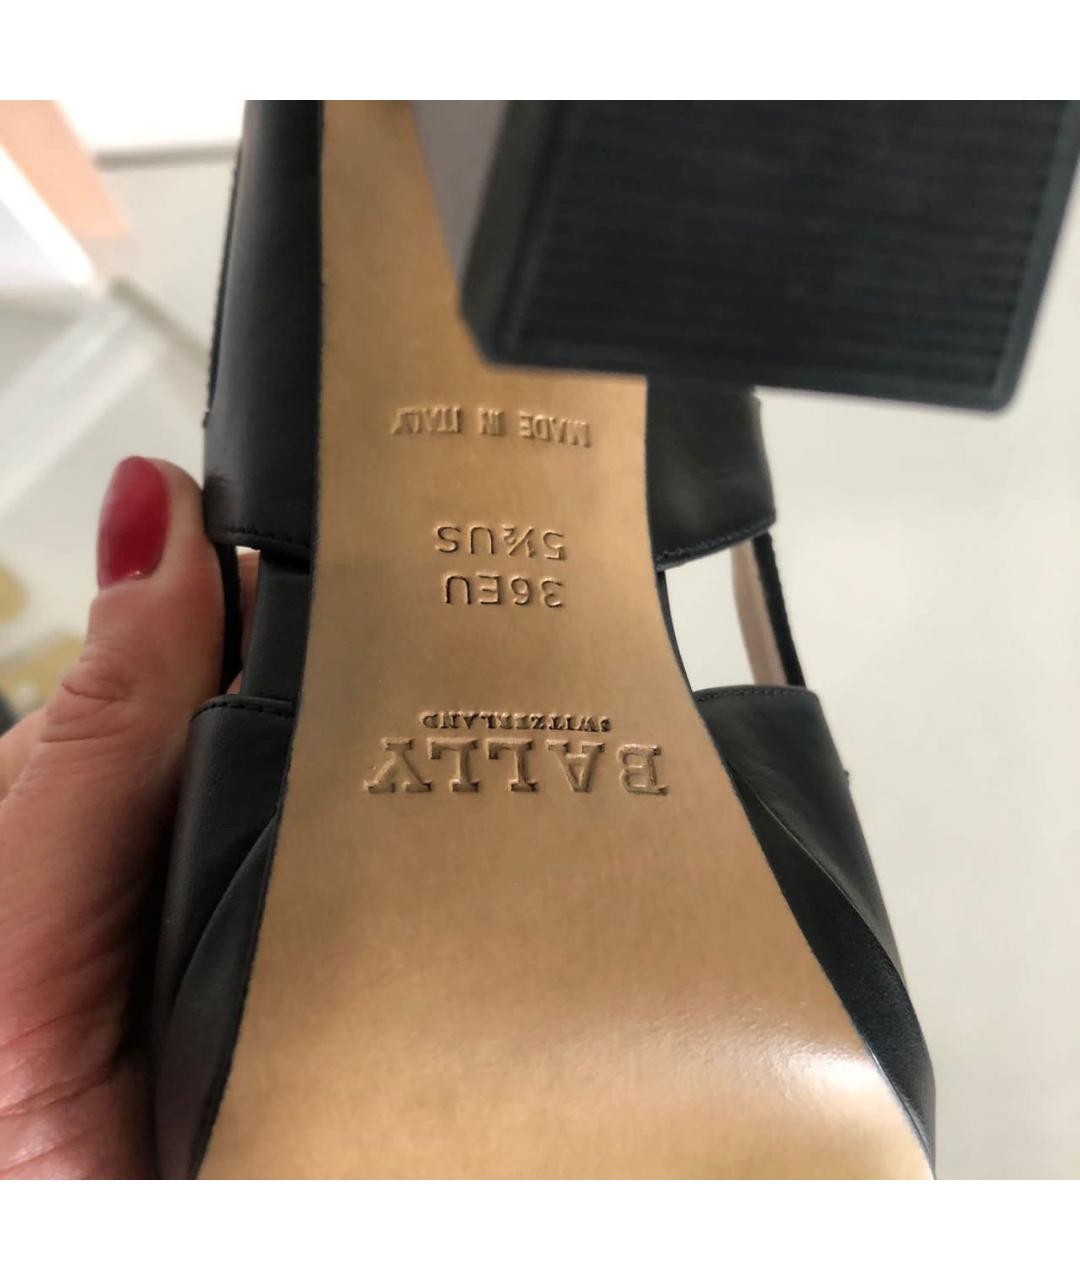 BALLY
SWITZERLAND
36EU
5½US
MADE IN ITALY